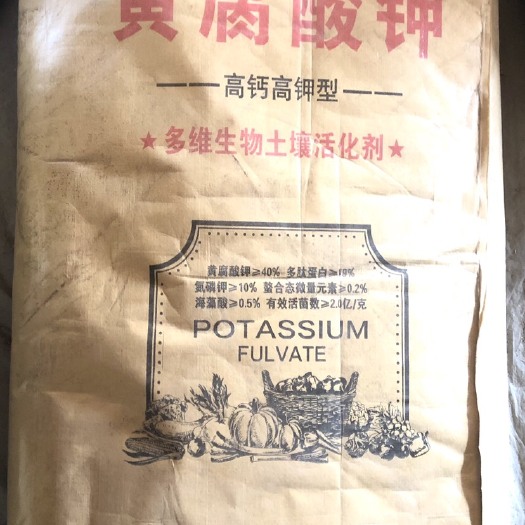 黄腐酸钾
——高钙高钾型——
★多维生物土壤活化剂★
黄腐酸钾≥40% 多肽蛋白≥10%
氮磷钾≥10% 螯合态微量元素≥0.2%
海藻酸≥0.5% 有效活菌数≥2.0亿/克
POTASSIUM
FULVATE